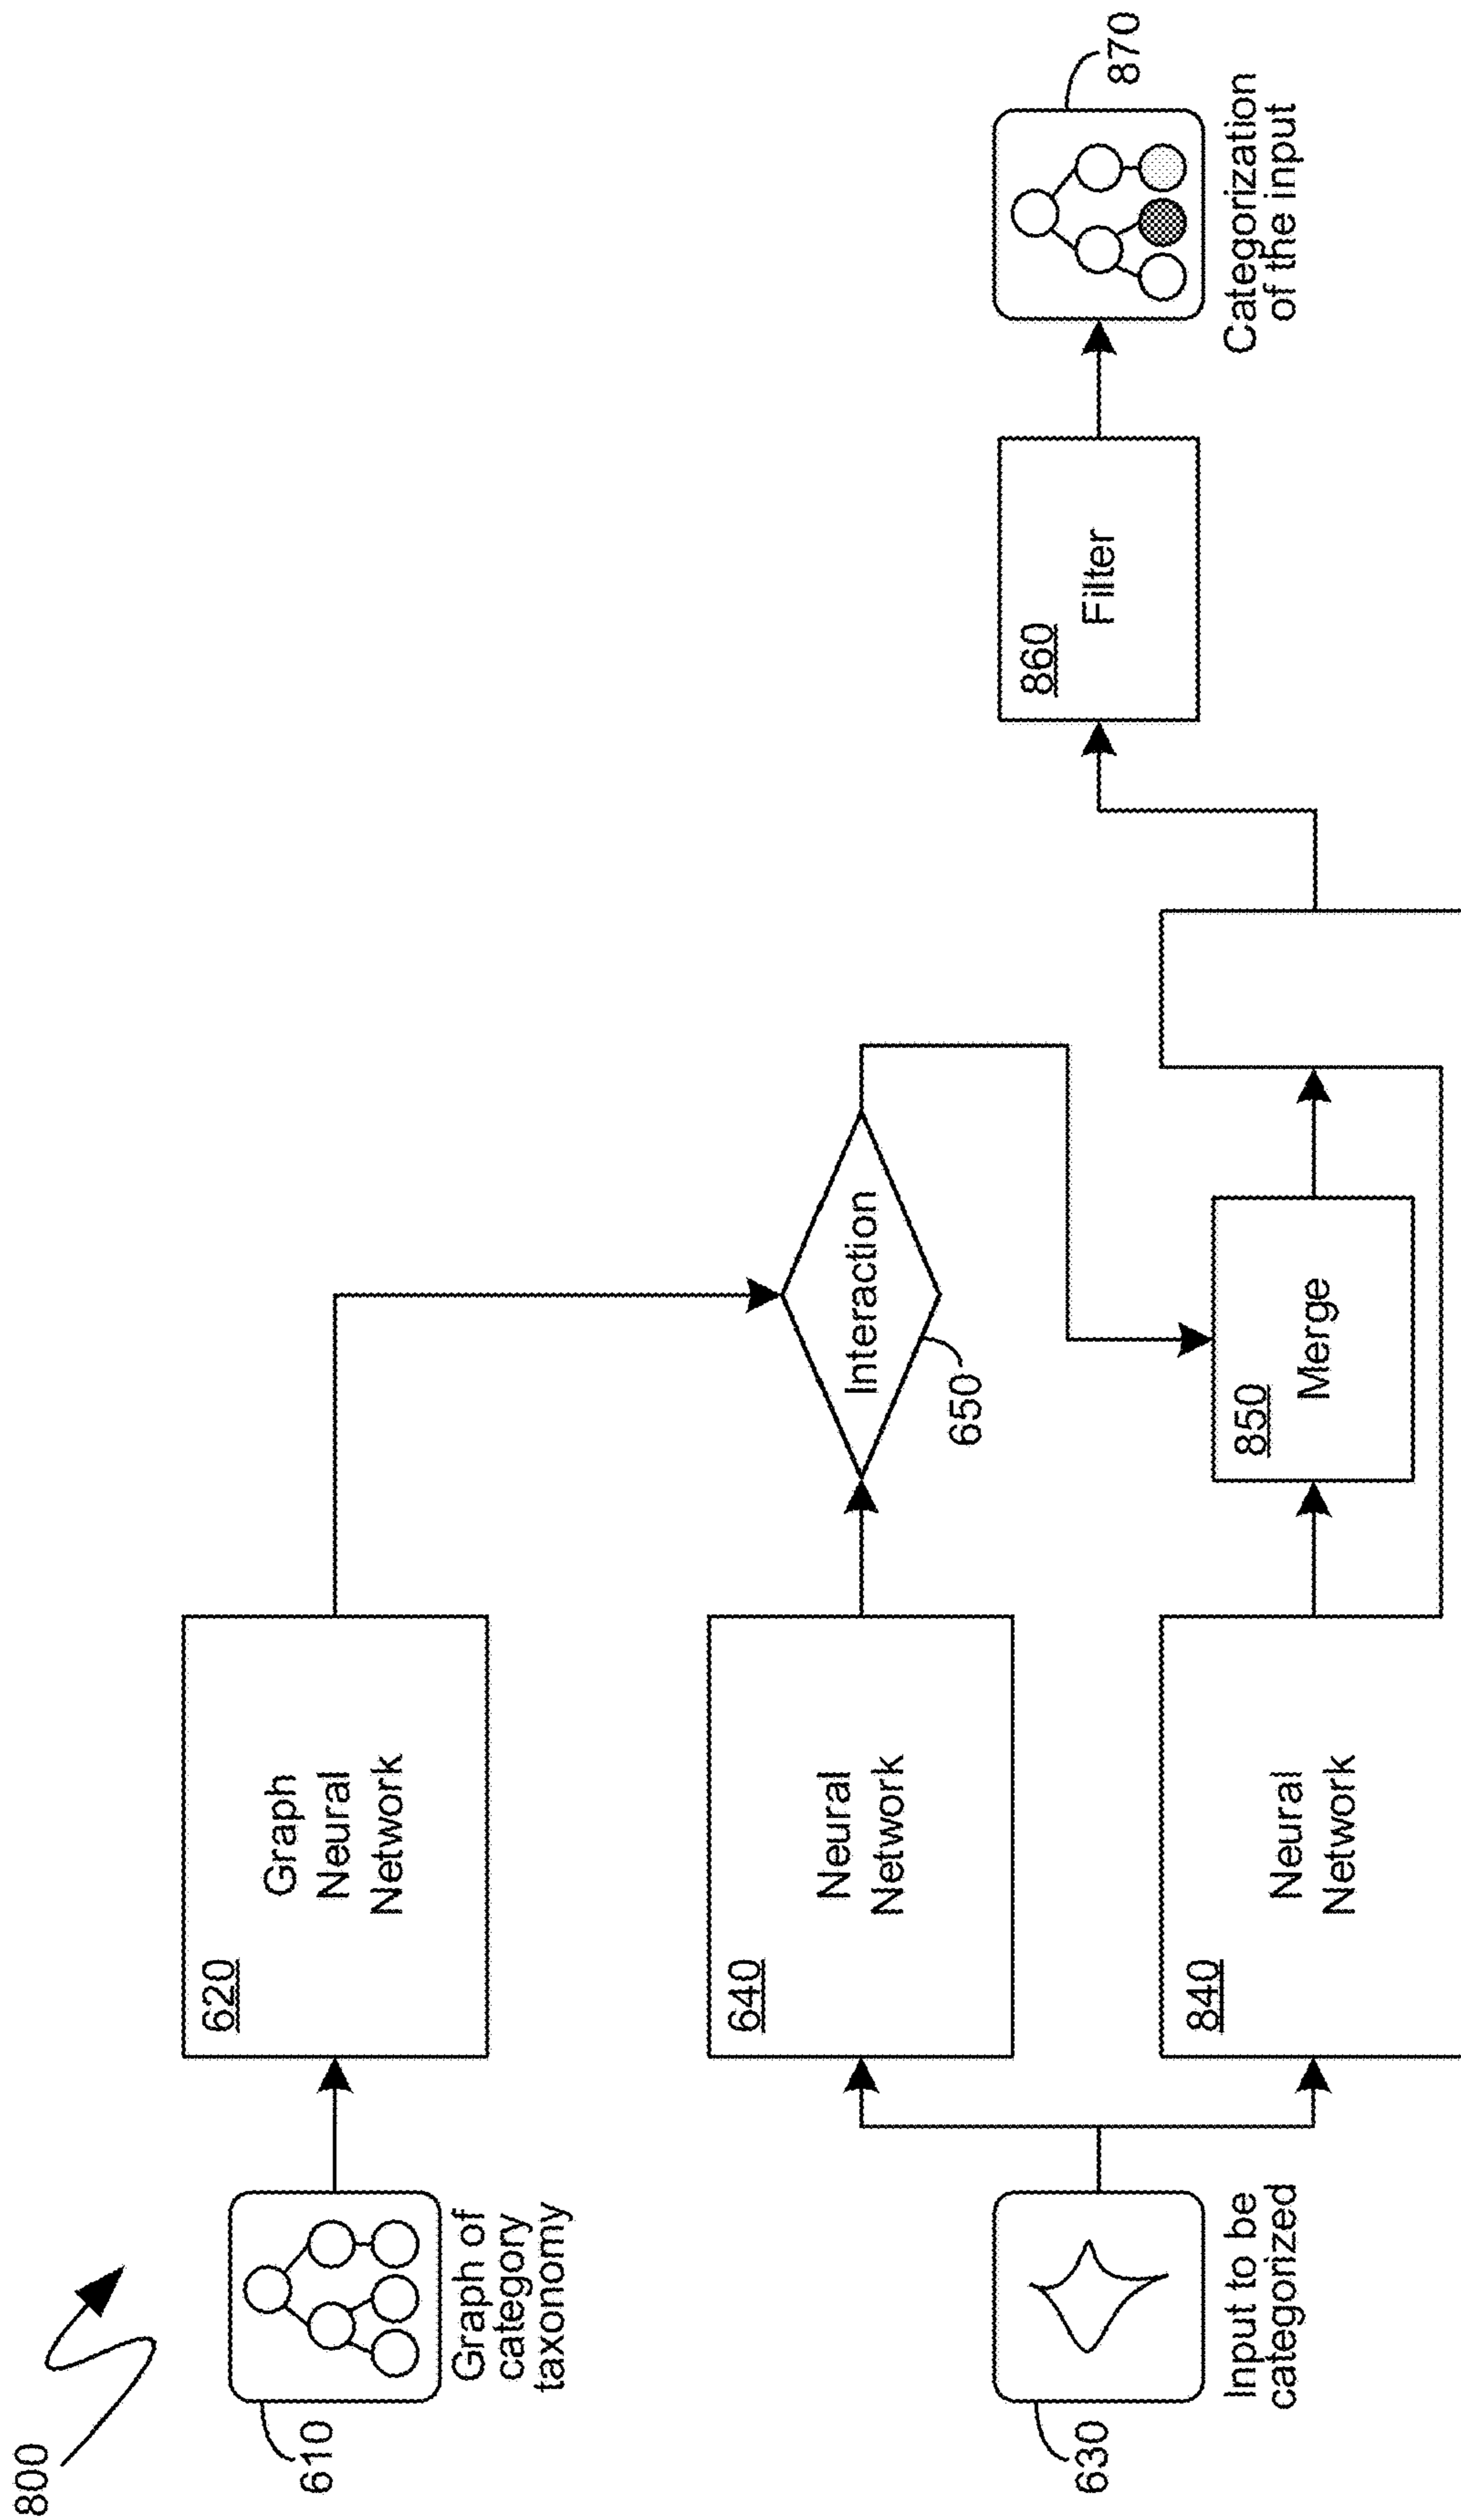 800
610
Graph of
category
taxonomy
620
Graph
Neural
Network
630
Input to be
categorized
640
Neural
Network
840
Neural
Network
Interaction
650
850
Merge
860
Filter
870
Categorization
of the input